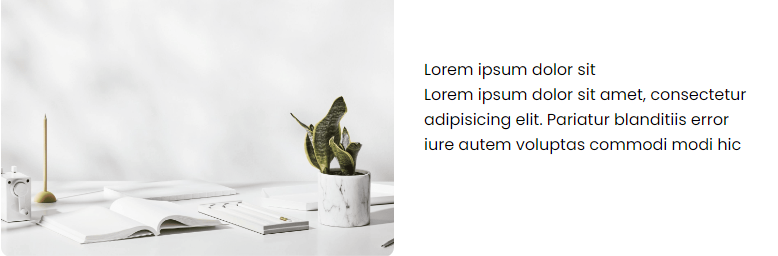 Lorem ipsum dolor sit
Lorem ipsum dolor sit amet, consectetur
adipisicing elit. Pariatur blanditiis error
iure autem voluptas commodi modi hic